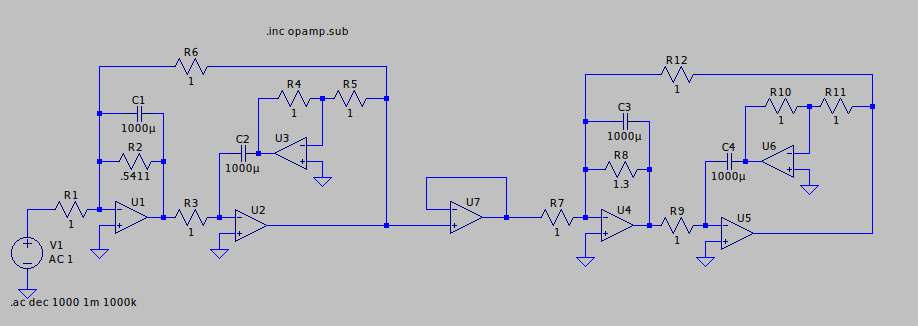 .inc opamp.sub
R6
1
R12
1
R4
1
R5
1
R10
1
R11
1
C1
1000µ
U3
C3
1000µ
U6
R2
.5411
C2
1000µ
R8
1.3
C4
1000µ
R1
1
U1
R3
1
U2
U7
R7
1
U4
R9
1
U5
V1
AC 1
.ac dec 1000 1m 1000k